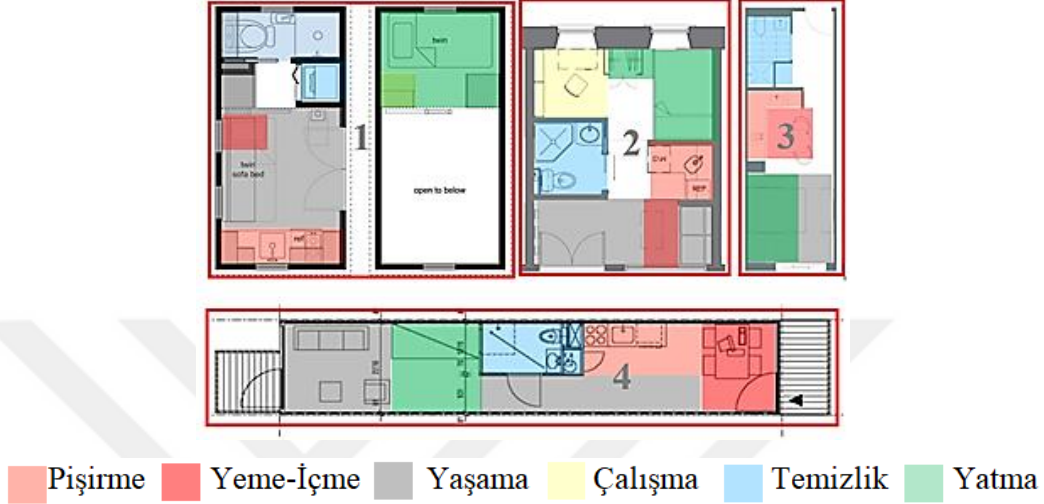 twin
1
twin
sofa bed
ref
open to below
2
DW
REF
3
4
Pişirme Yeme-İçme Yaşama Çalışma Temizlik Yatma